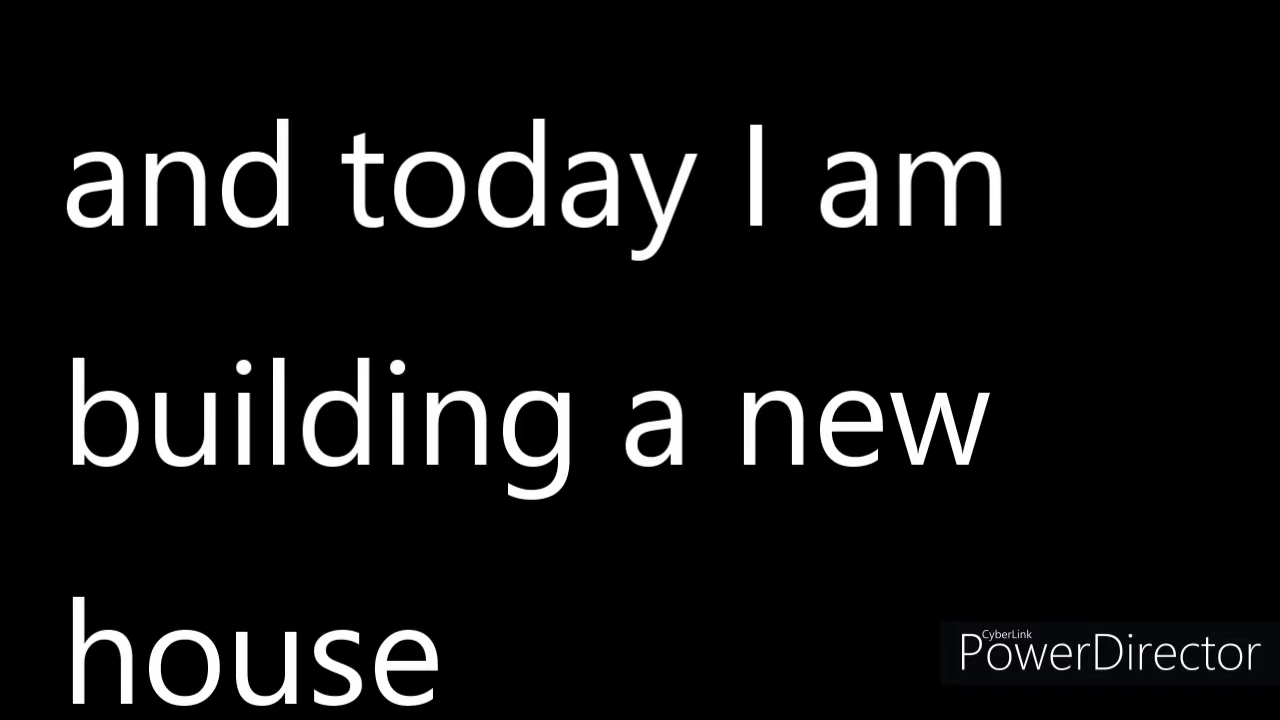 and today I am
building a new
house
CyberLink
PowerDirector